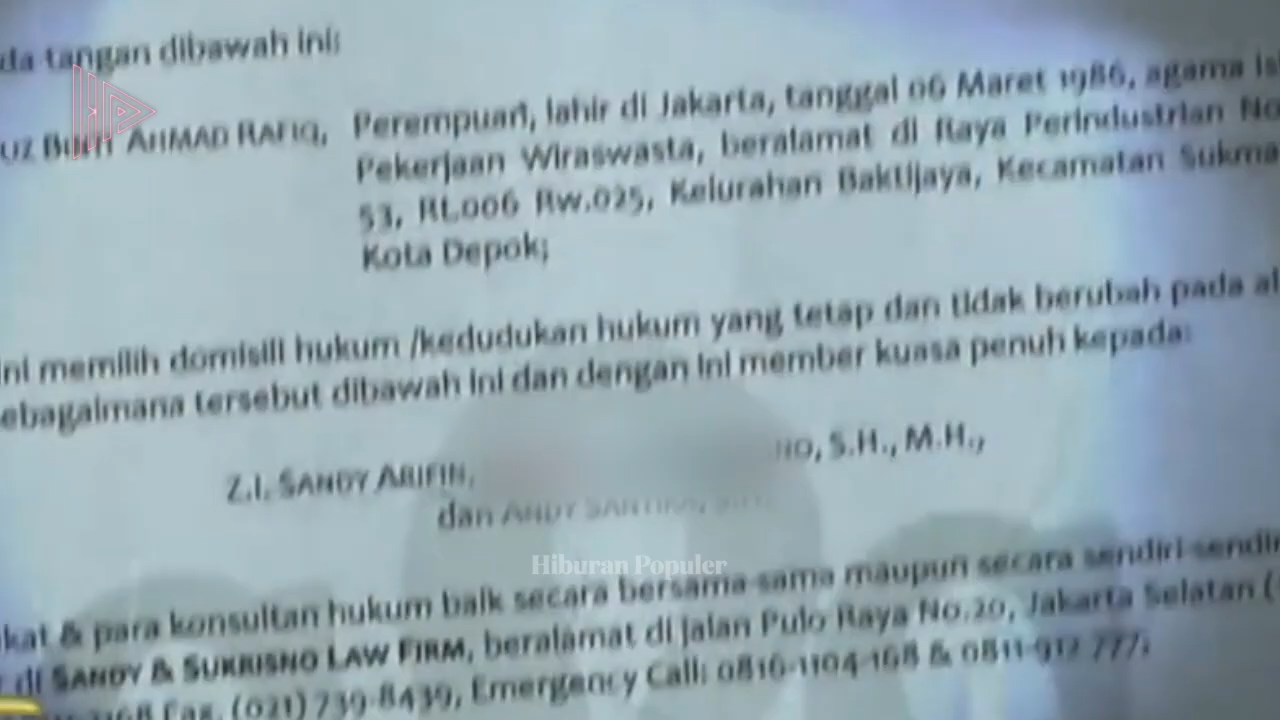 da tangan dibawah ini:
UZ BINTI AHMAD RAFIQ,
Perempuan, lahir di Jakarta, tanggal 06 Maret 1986, agama Is
Pekerjaan Wiraswasta, beralamat di Raya Perindustrian No
53, Rt.006 Rw.025, Kelurahan Baktijaya, Kecamatan Sukma
Kota Depok;
ini memilih domisili hukum /kedudukan hukum yang tetap dan tidak berubah pada al
ebagaimana tersebut dibawah ini dan dengan ini member kuasa penuh kepada:
NO, S.H., M.H.,
Z.I. SANDY ARIFIN,
dan
Hiburan Populer
kat & para konsultan hukum baik secara bersama-sama maupun secara sendiri-sendir
di SANDY & SUKRISNO LAW FIRM, beralamat di jalan Pulo Raya No.20, Jakarta Selatan (
Fax. (021) 739-8439, Emergency Call: 0816-1104-168 & 0811-912 777;